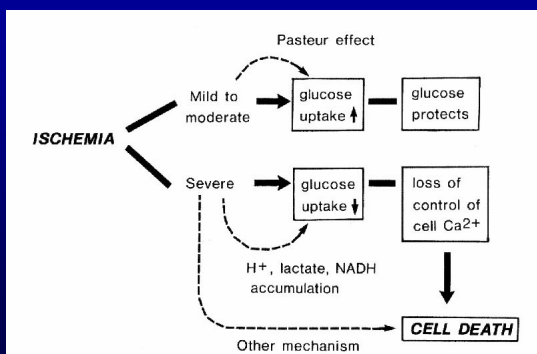 Pasteur effect
Mild to
moderate
glucose
uptake ↑
glucose
protects
ISCHEMIA
Severe
glucose
uptake ↓
loss of
control of
cell Ca2+
H+, lactate, NADH
accumulation
CELL DEATH
Other mechanism